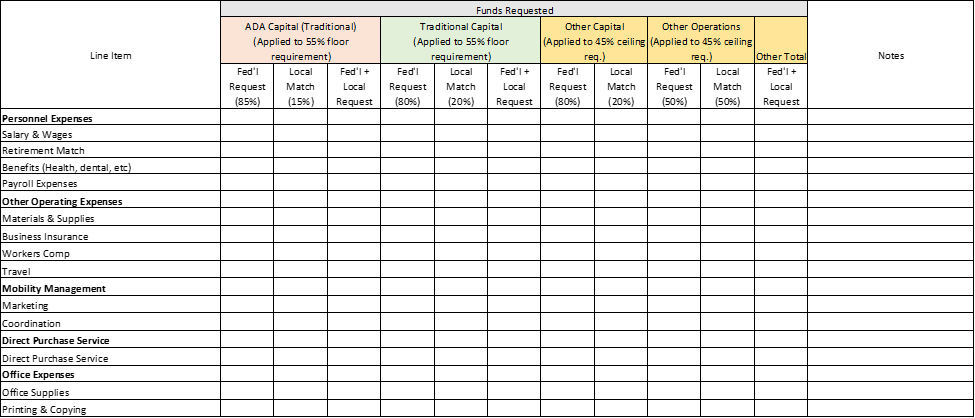 Funds Requested
Line Item
ADA Capital (Traditional)
(Applied to 55% floor
requirement)
Traditional Capital
(Applied to 55% floor
requirement)
Other Capital
(Applied to 45% ceiling
req.)
Other Operations
(Applied to 45% ceiling
req.)
Other Total
Notes
Fed'l
Request
(85%)
Local
Match
(15%)
Fed'l +
Local
Request
Fed'l
Request
(80%)
Local
Match
(20%)
Fed'l +
Local
Request
Fed'l
Request
(80%)
Local
Match
(20%)
Fed'l
Request
(50%)
Local
Match
(50%)
Fed'l +
Local
Request
Personnel Expenses
Salary & Wages
Retirement Match
Benefits (Health, dental, etc)
Payroll Expenses
Other Operating Expenses
Materials & Supplies
Business Insurance
Workers Comp
Travel
Mobility Management
Marketing
Coordination
Direct Purchase Service
Direct Purchase Service
Office Expenses
Office Supplies
Printing & Copying